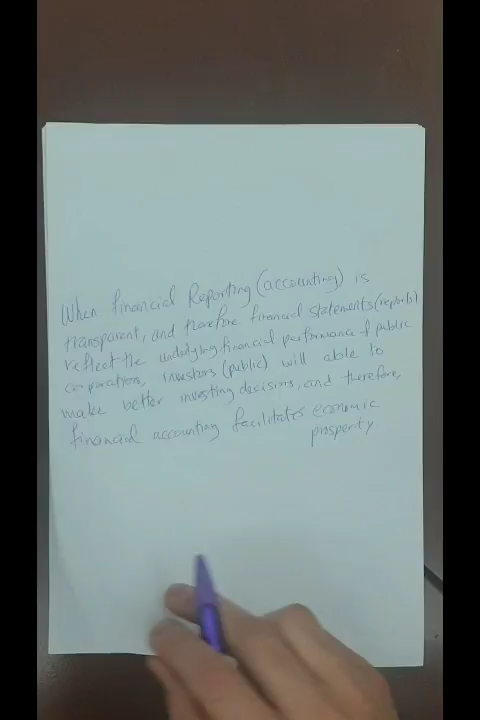 When financial Reporting (accounting) is
transparent, and therefore financial statements (reports)
reflect the underlying financial performance of public
corporations, investors (public) will able to
make better investing decisions, and therefore,
financial accounting facilitates economic
prosperity